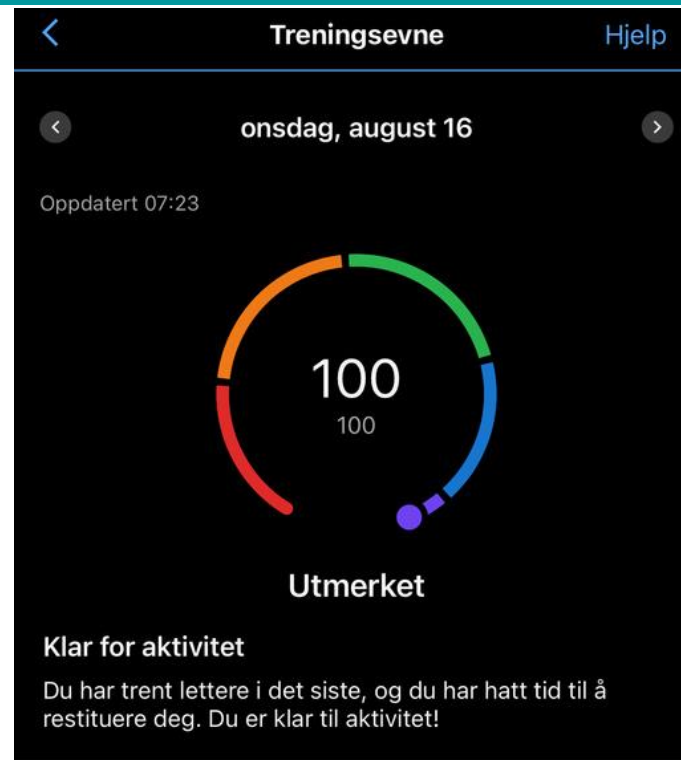 Treningsevne Hjelp
onsdag, august 16
Oppdatert 07:23
100
100
Utmerket
Klar for aktivitet
Du har trent lettere i det siste, og du har hatt tid til å
restituere deg. Du er klar til aktivitet!